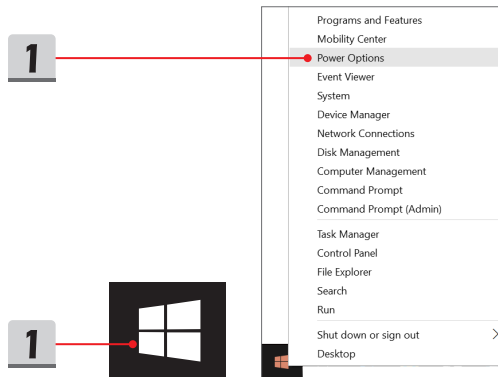 1
Programs and Features
Mobility Center
Power Options
Event Viewer
System
Device Manager
Network Connections
Disk Management
Computer Management
Command Prompt
Command Prompt (Admin)
Task Manager
Control Panel
File Explorer
Search
Run
Shut down or sign out
Desktop
1